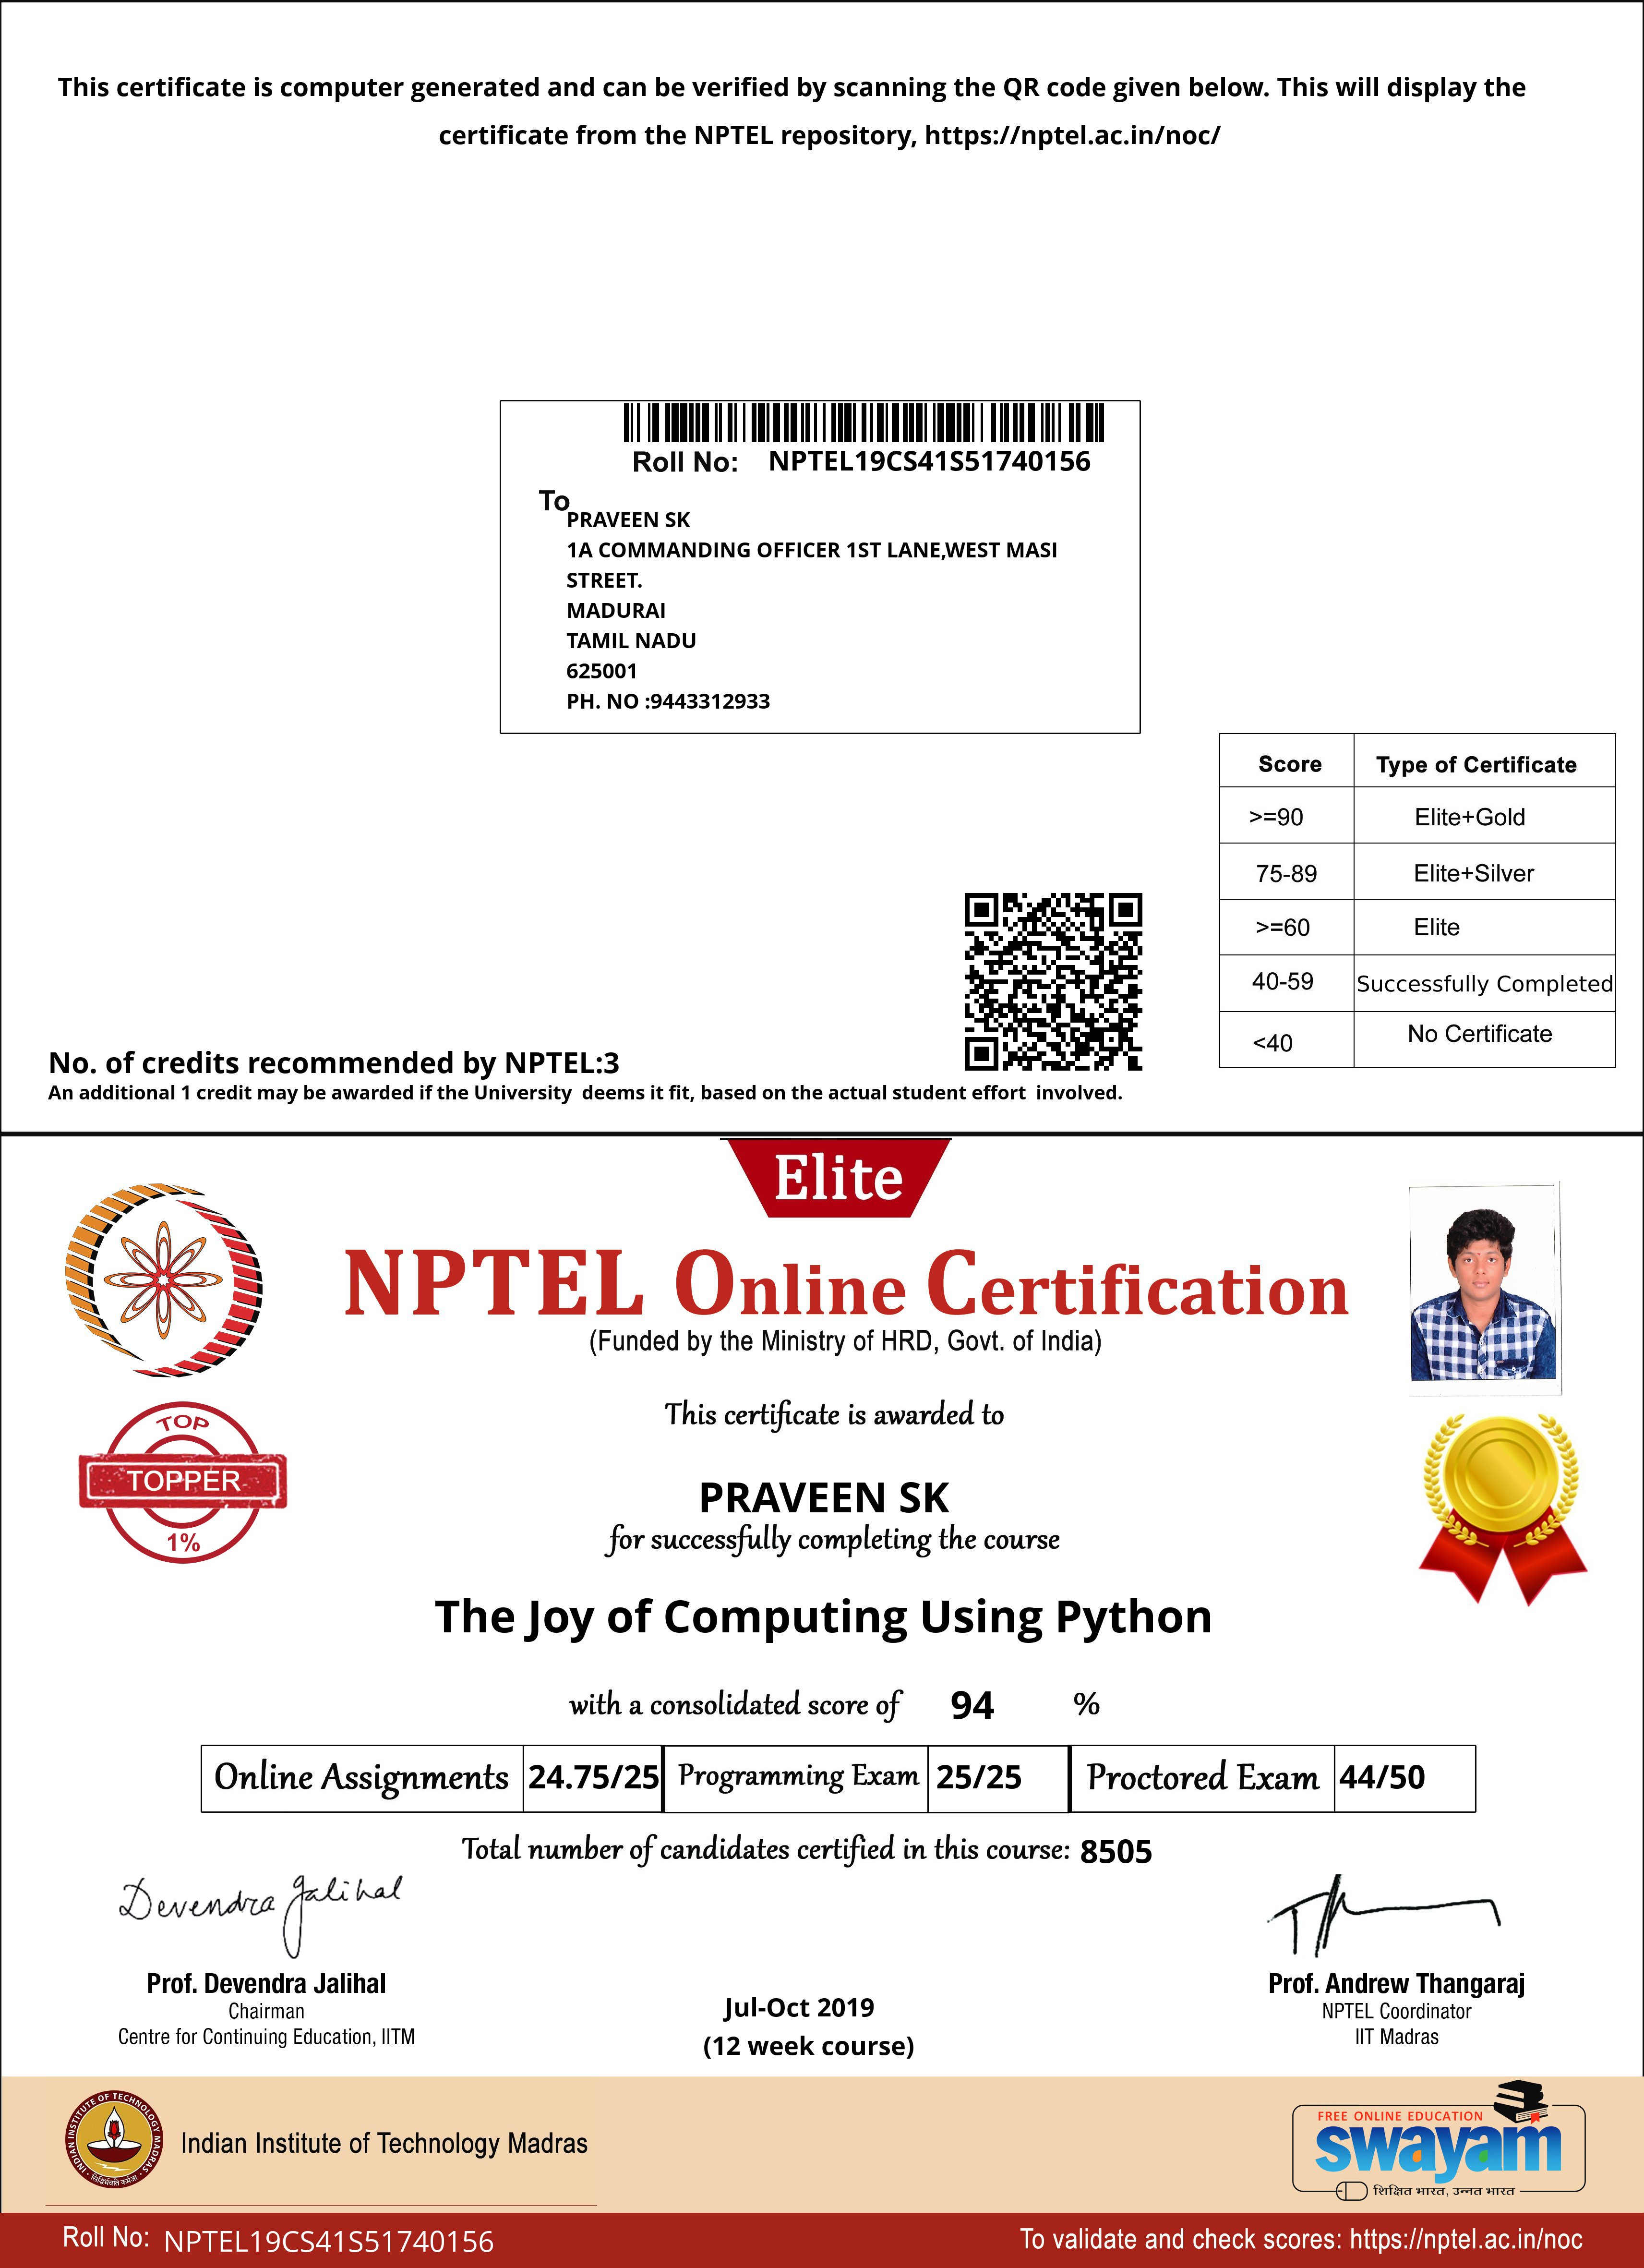 This certificate is computer generated and can be verified by scanning the QR code given below. This will display the
certificate from the NPTEL repository, https://nptel.ac.in/noc/
Roll No: NPTEL19CS41S51740156
To
PRAVEEN SK
1A COMMANDING OFFICER 1ST LANE,WEST MASI
STREET.
MADURAI
TAMIL NADU
625001
PH. NO :9443312933
Score Type of Certificate
>=90 Elite+Gold
75-89 Elite+Silver
>=60 Elite
40-59 Successfully Completed
<40 No Certificate
No. of credits recommended by NPTEL:3
An additional 1 credit may be awarded if the University deems it fit, based on the actual student effort involved.
Elite
NPTEL Online Certification
(Funded by the Ministry of HRD, Govt. of India)
TOP
TOPPER
1%
This certificate is awarded to
PRAVEEN SK
for successfully completing the course
The Joy of Computing Using Python
with a consolidated score of 94 %
Online Assignments 24.75/25 Programming Exam 25/25 Proctored Exam 44/50
Total number of candidates certified in this course: 8505
Devendra Jalihal
Prof. Devendra Jalihal
Chairman
Centre for Continuing Education, IITM
Jul-Oct 2019
(12 week course)
Prof. Andrew Thangaraj
NPTEL Coordinator
IIT Madras
INDIAN INSTITUTE OF TECHNOLOGY MADRAS
सिद्धिर्भवति कर्मजा
Indian Institute of Technology Madras
FREE ONLINE EDUCATION
swayam
शिक्षित भारत, उन्नत भारत
Roll No: NPTEL19CS41S51740156
To validate and check scores: https://nptel.ac.in/noc